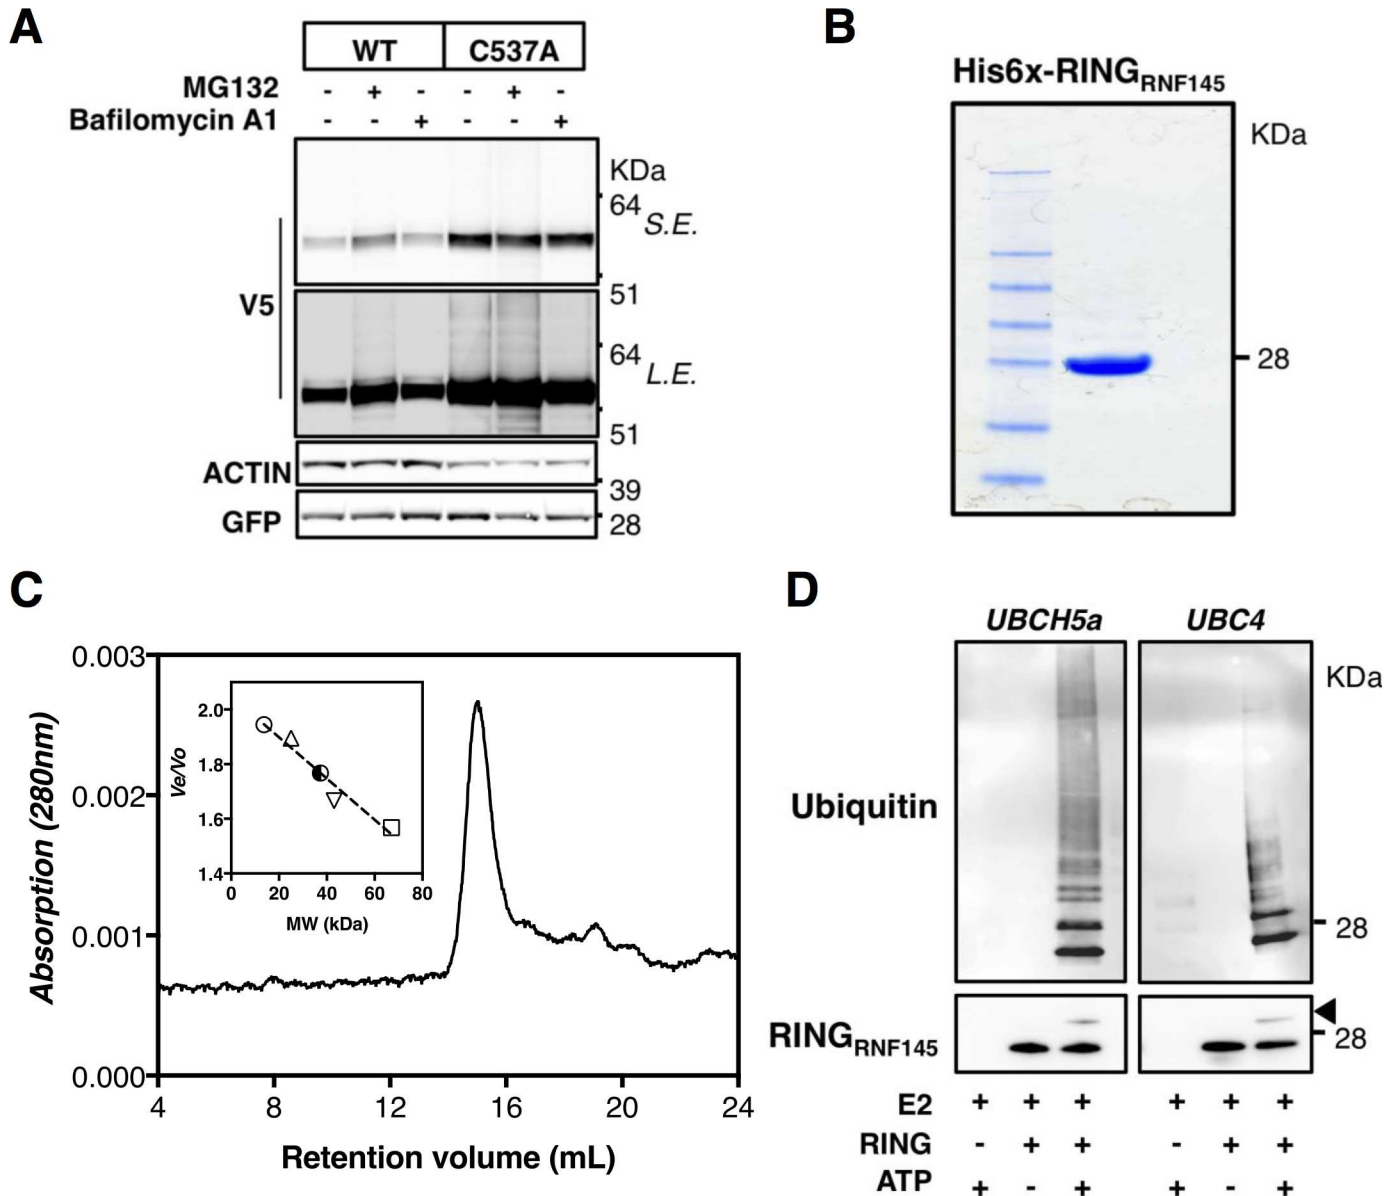 A
WT C537A
MG132 - + - - + -
Bafilomycin A1 - - + - - +
KDa
64
S.E.
51
V5
64
L.E.
51
ACTIN
39
GFP
28
B
His6x-RINGRNF145
KDa
28
C
0.003
0.002
0.001
0.000
Absorption (280nm)
4 8 12 16 20 24
Retention volume (mL)
2.0
1.8
1.6
1.4
Ve/Vo
0 20 40 60 80
MW (kDa)
D
UBCH5a UBC4
KDa
Ubiquitin
28
RINGRNF145
28
E2 + + + + + +
RING - + + - + +
ATP + - + + - +